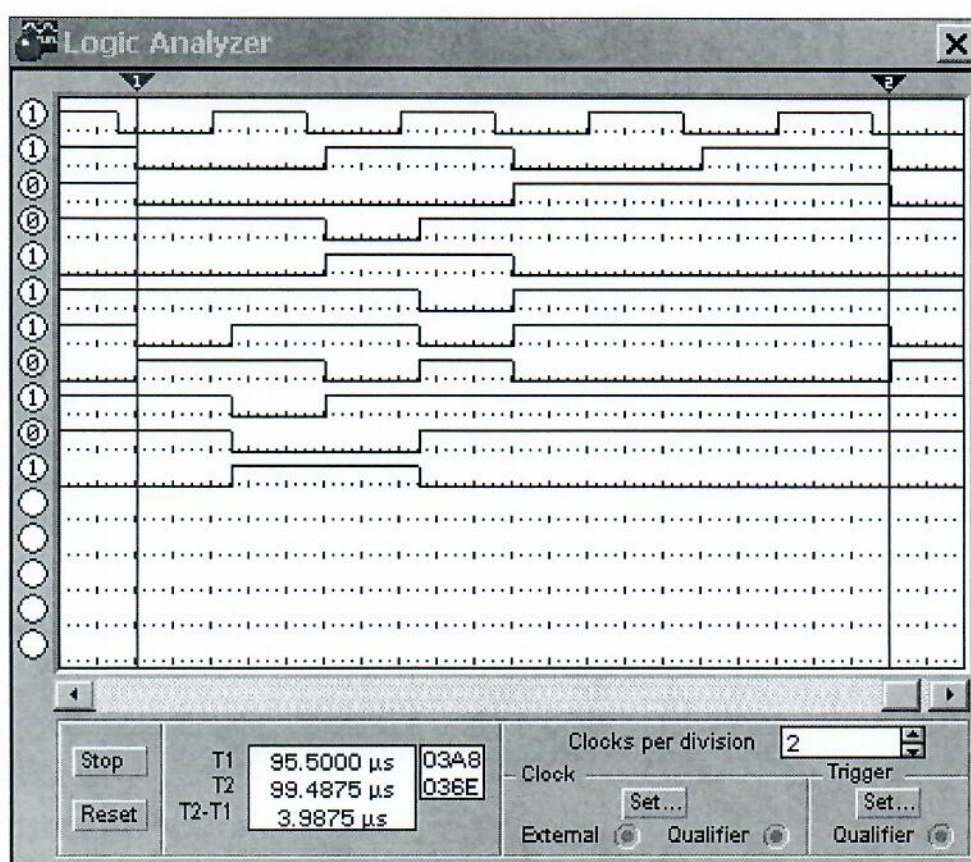 Logic Analyzer
1 2
1
1
0
0
1
1
1
0
1
0
1
Clocks per division 2
Stop
Reset
T1 95.5000 µs 03A8
T2 99.4875 µs 036E
T2-T1 3.9875 µs
Clock
Set...
External Qualifier
Trigger
Set...
Qualifier